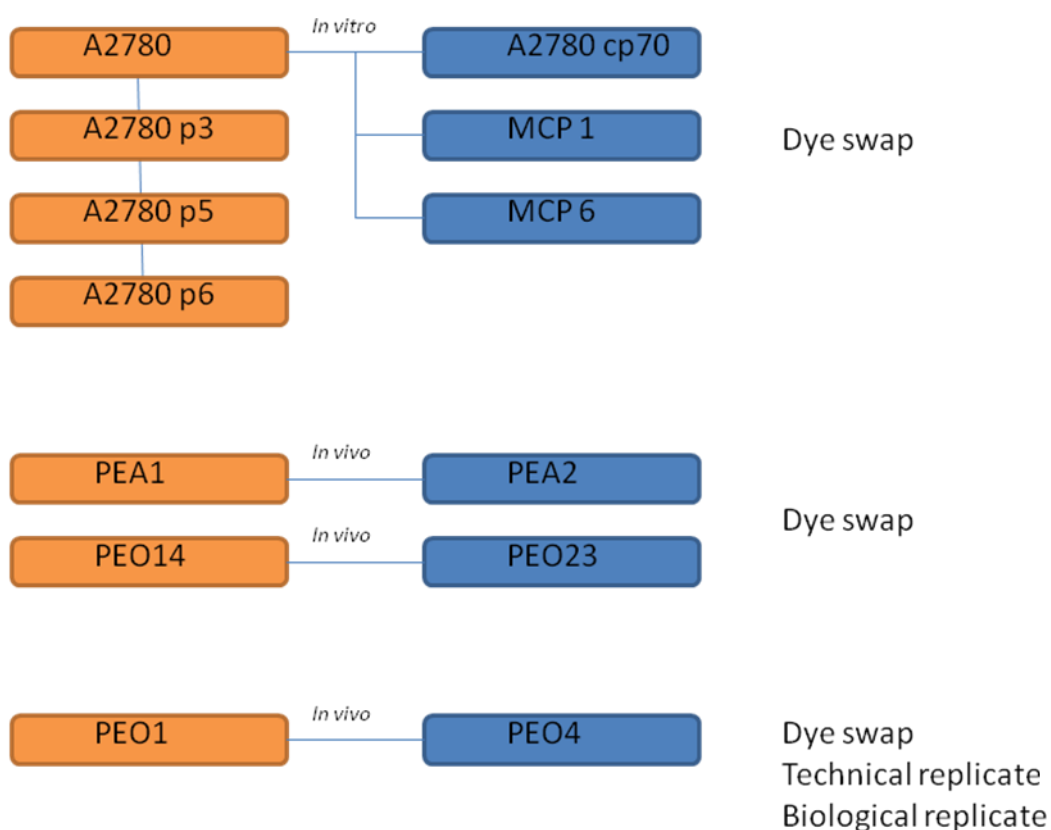 In vitro
A2780
A2780 cp70
A2780 p3
MCP 1
Dye swap
A2780 p5
MCP 6
A2780 p6
In vivo
PEA1
PEA2
Dye swap
In vivo
PEO14
PEO23
In vivo
PEO1
PEO4
Dye swap
Technical replicate
Biological replicate